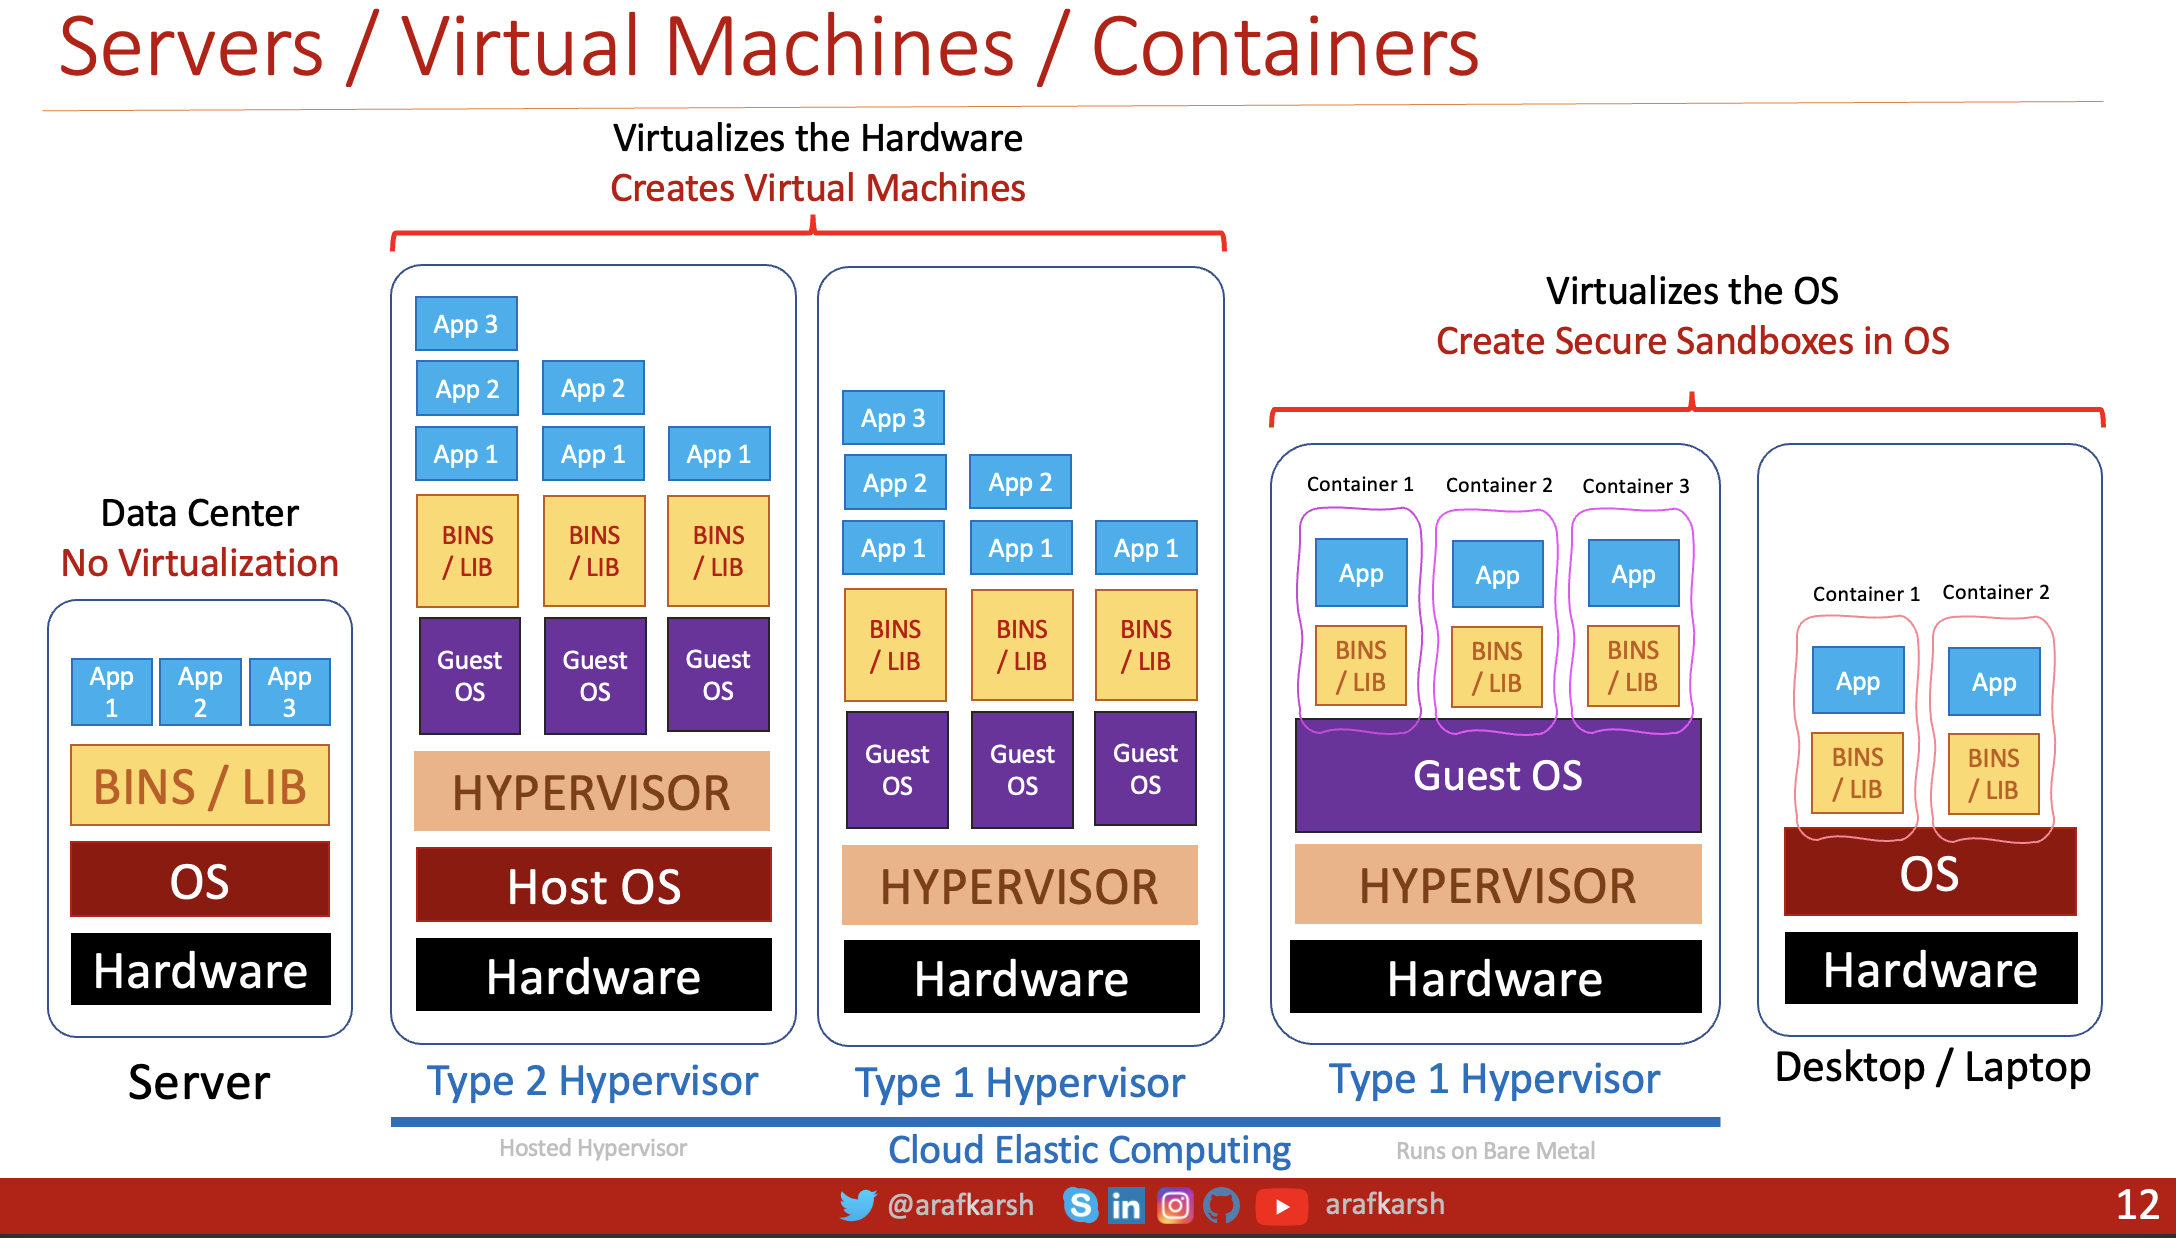 Servers / Virtual Machines / Containers
Virtualizes the Hardware
Creates Virtual Machines
Virtualizes the OS
Create Secure Sandboxes in OS
Data Center
No Virtualization
App
1
App
2
App
3
BINS / LIB
OS
Hardware
Server
App 3
App 2
App 2
App 1
App 1
App 1
BINS
/ LIB
BINS
/ LIB
BINS
/ LIB
Guest
OS
Guest
OS
Guest
OS
HYPERVISOR
Host OS
Hardware
Type 2 Hypervisor
App 3
App 2
App 2
App 1
App 1
App 1
BINS
/ LIB
BINS
/ LIB
BINS
/ LIB
Guest
OS
Guest
OS
Guest
OS
HYPERVISOR
Hardware
Type 1 Hypervisor
Container 1
Container 2
Container 3
App
App
App
BINS
/ LIB
BINS
/ LIB
BINS
/ LIB
Guest OS
HYPERVISOR
Hardware
Type 1 Hypervisor
Container 1
Container 2
App
App
BINS
/ LIB
BINS
/ LIB
OS
Hardware
Desktop / Laptop
Hosted Hypervisor
Cloud Elastic Computing
Runs on Bare Metal
@arafkarsh
S
in
arafkarsh
12